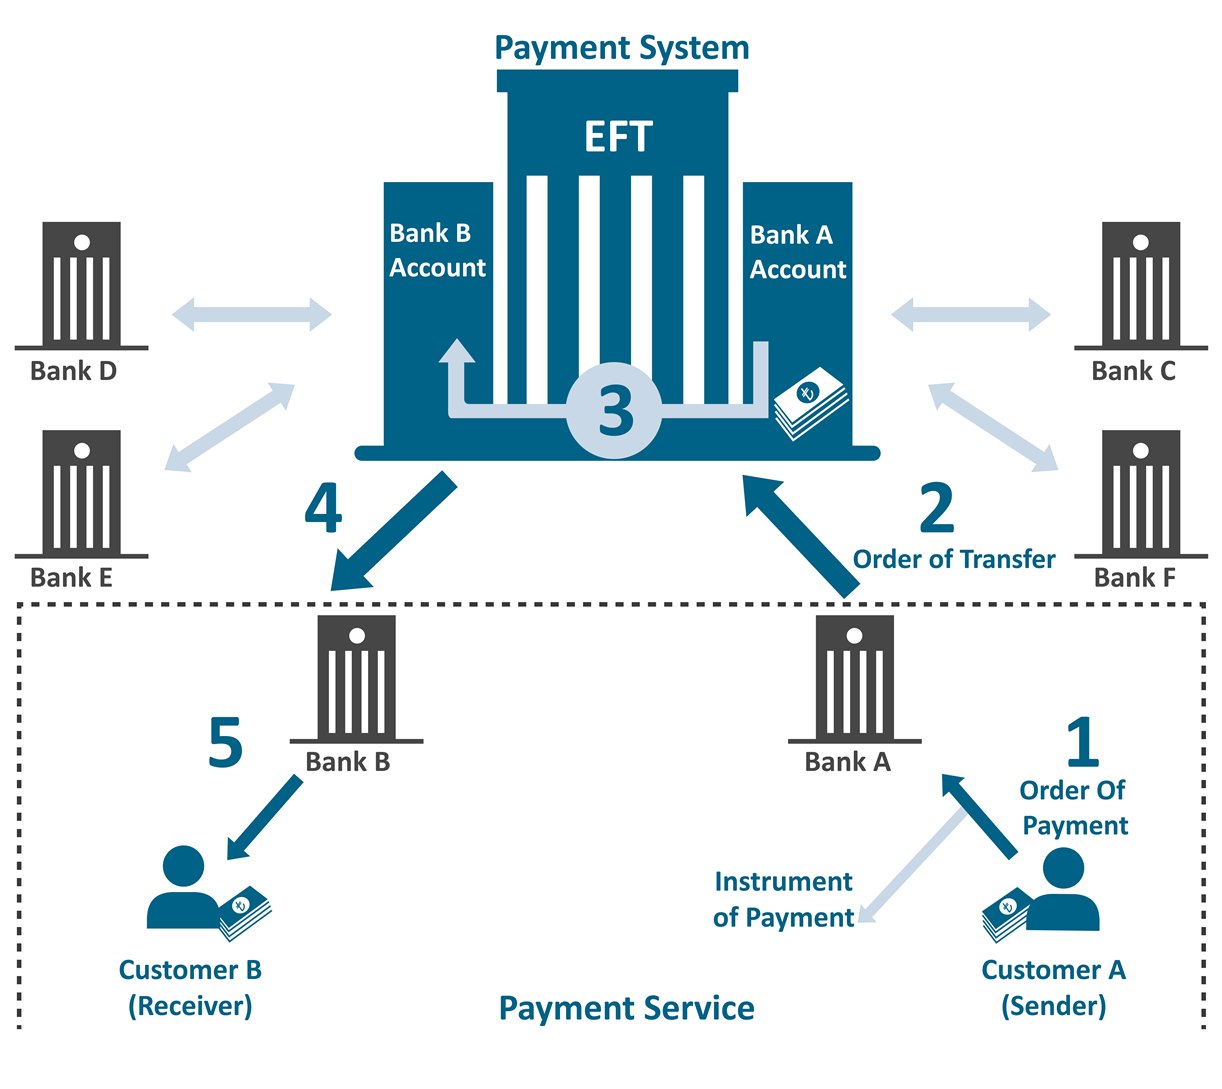 Payment System
EFT
Bank B
Account
Bank A
Account
Bank D
Bank C
3
4
2
Order of Transfer
Bank E
Bank F
5
Bank B
Bank A
1
Order Of
Payment
Instrument
of Payment
Customer B
(Receiver)
Customer A
(Sender)
Payment Service